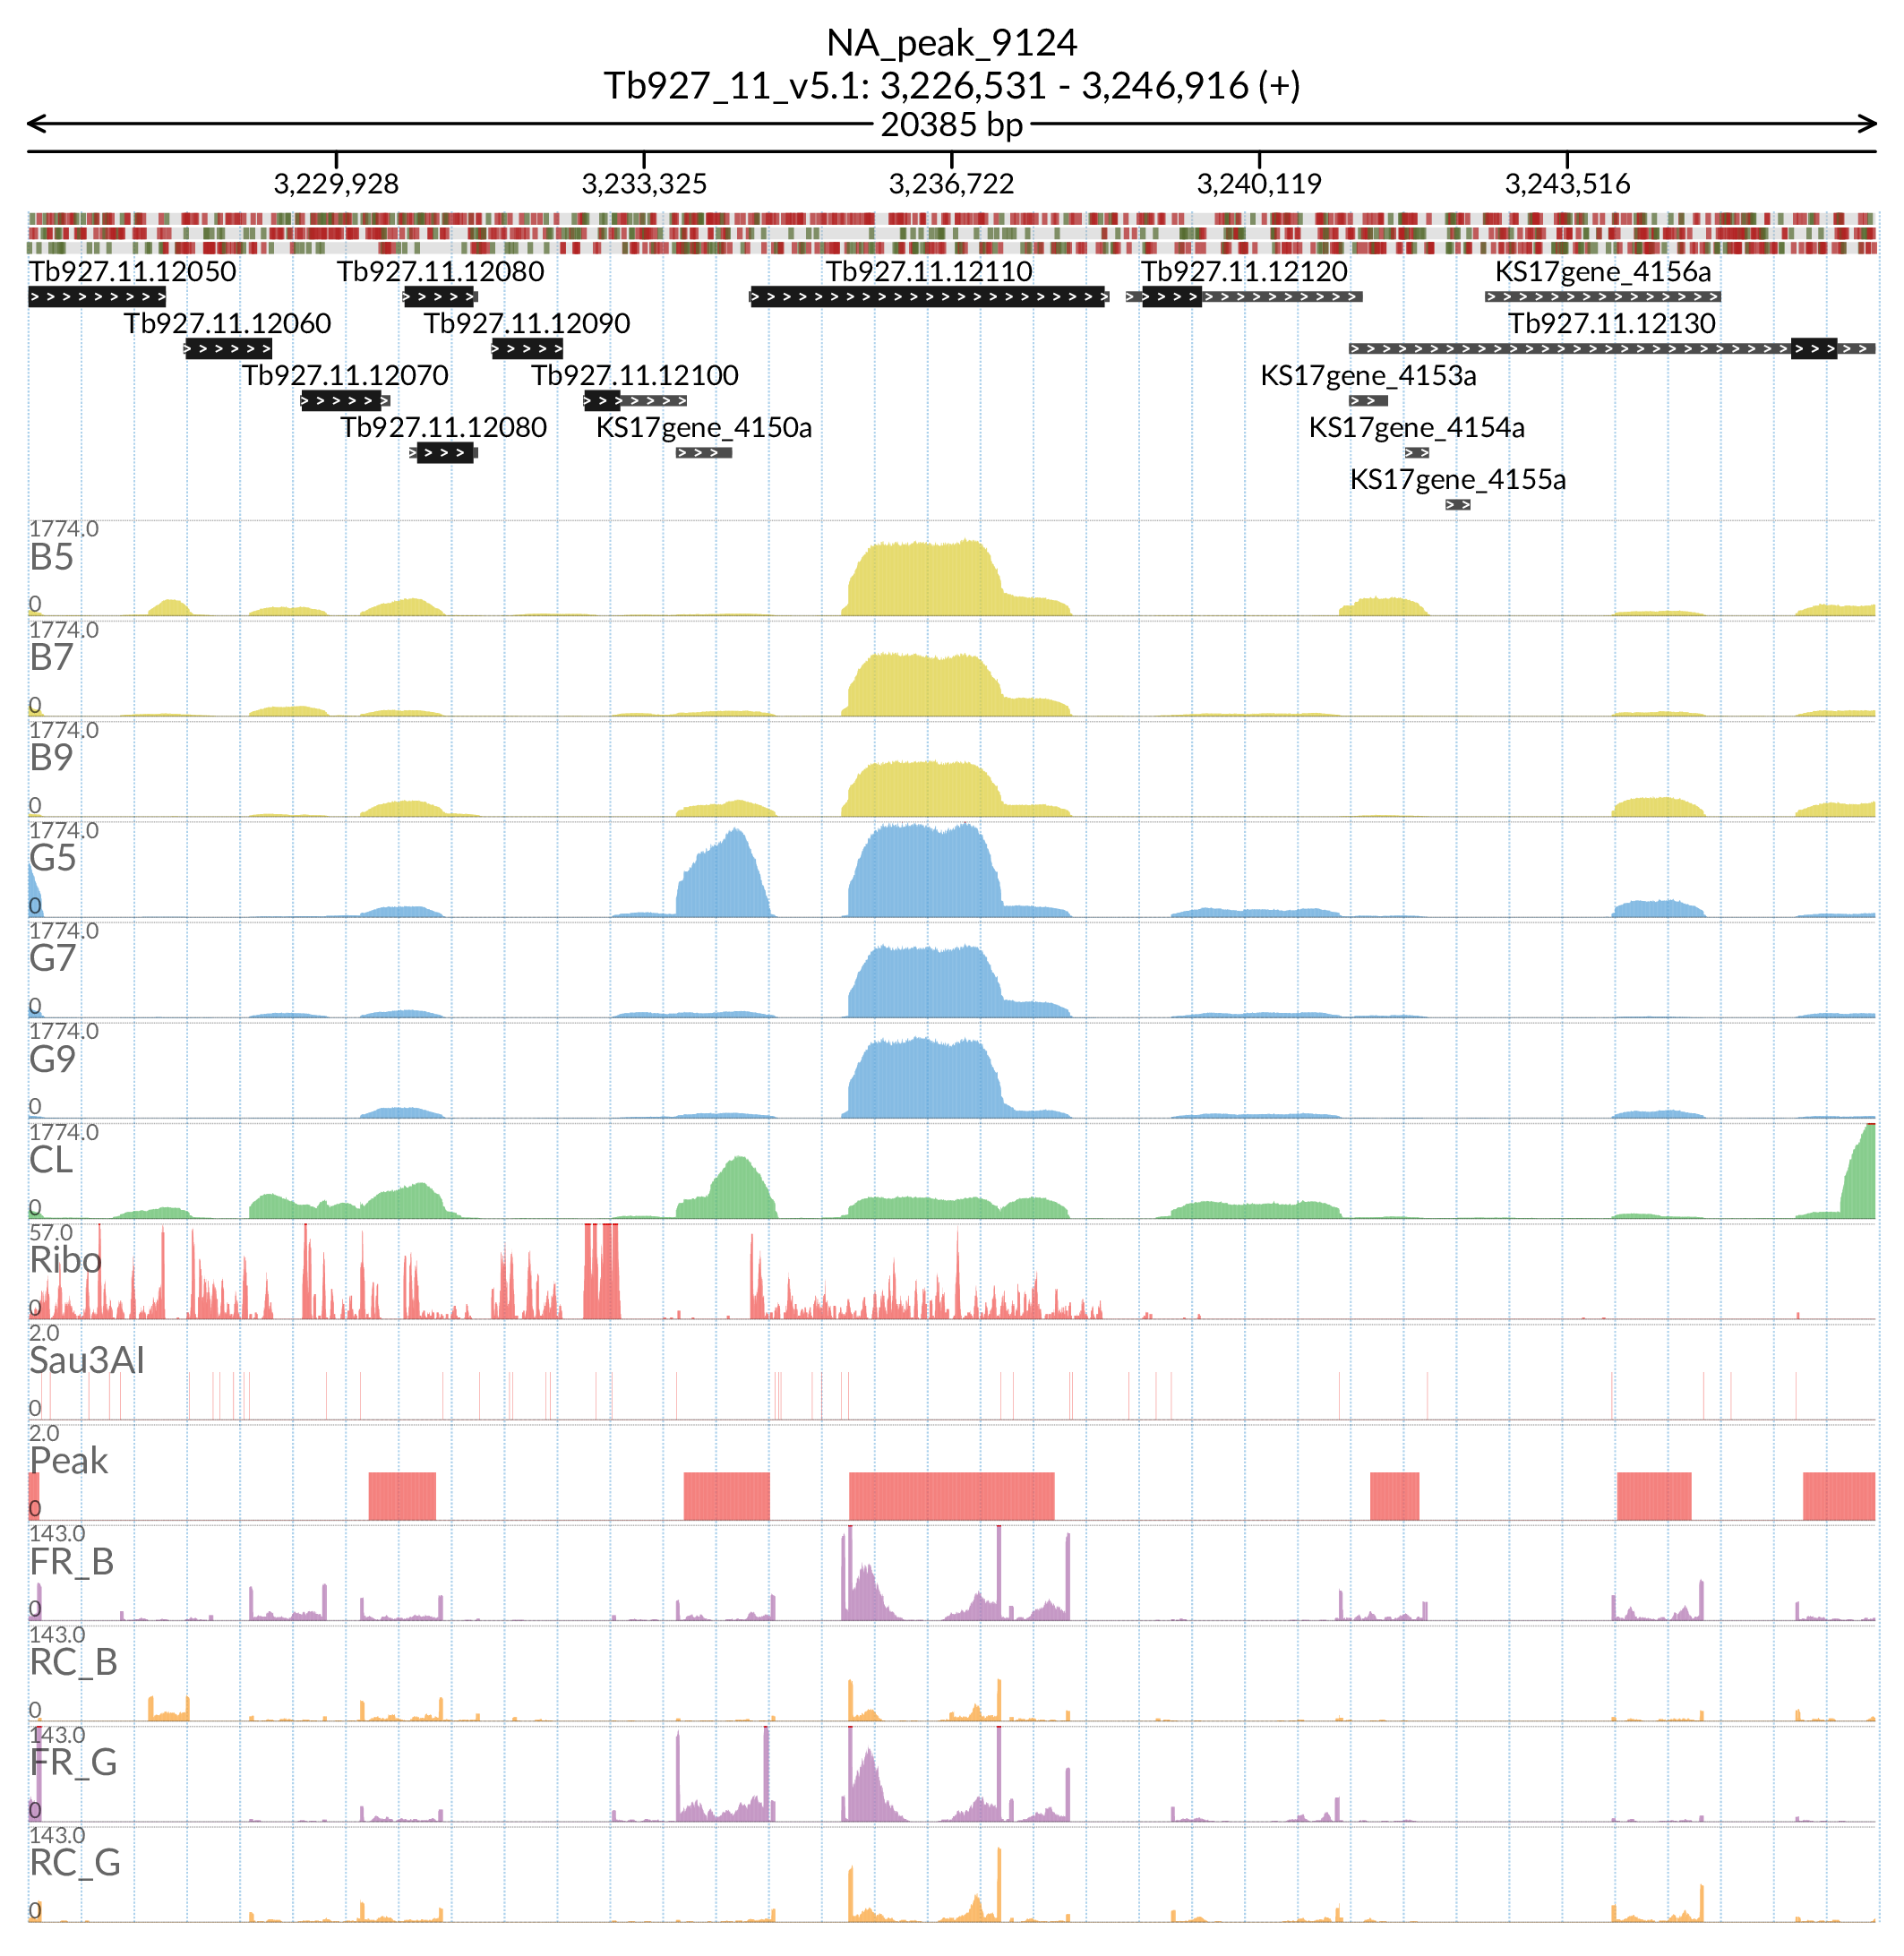 NA_peak_9124
Tb927_11_v5.1: 3,226,531 - 3,246,916 (+)
20385 bp
3,229,928 3,233,325 3,236,722 3,240,119 3,243,516
Tb927.11.12050 Tb927.11.12080 Tb927.11.12110 Tb927.11.12120 KS17gene_4156a
Tb927.11.12060 Tb927.11.12090 Tb927.11.12130
Tb927.11.12070 Tb927.11.12100 KS17gene_4153a
Tb927.11.12080 KS17gene_4150a KS17gene_4154a
KS17gene_4155a
1774.0
B5
0
1774.0
B7
0
1774.0
B9
0
1774.0
G5
0
1774.0
G7
0
1774.0
G9
0
1774.0
CL
0
57.0
Ribo
0
2.0
Sau3AI
0
2.0
Peak
0
143.0
FR_B
0
143.0
RC_B
0
143.0
FR_G
0
143.0
RC_G
0